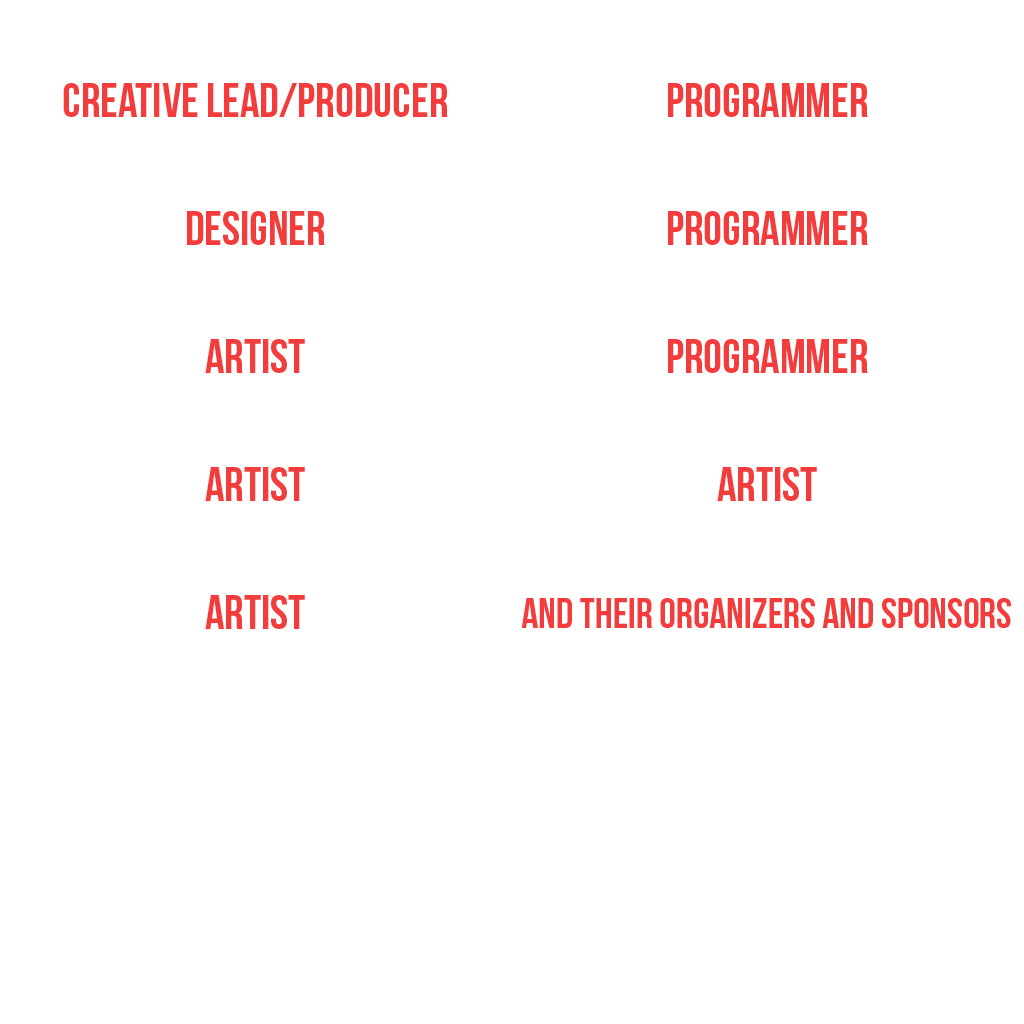 CREATIVE LEAD/PRODUCER
PROGRAMMER
DESIGNER
PROGRAMMER
ARTIST
PROGRAMMER
ARTIST
ARTIST
ARTIST
AND THEIR ORGANIZERS AND SPONSORS